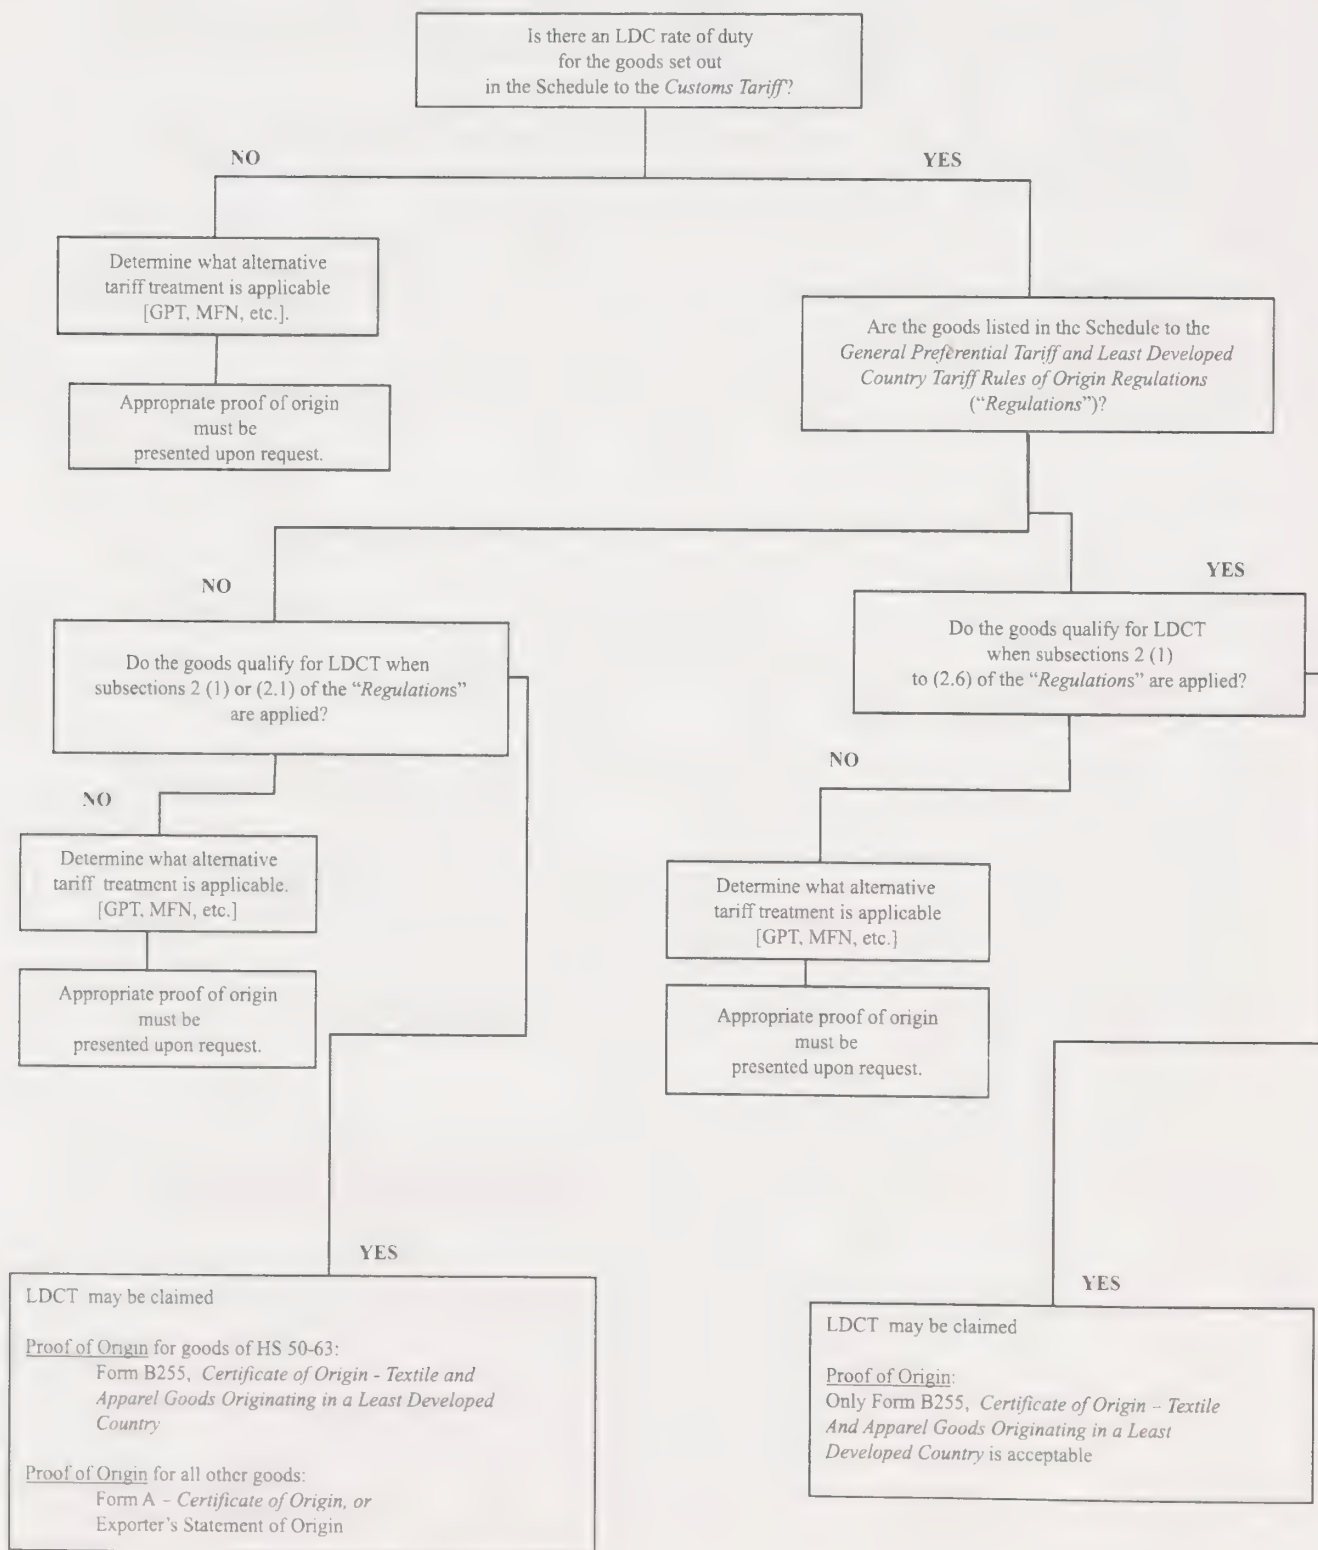 Is there an LDC rate of duty
for the goods set out
in the Schedule to the Customs Tariff?
NO
YES
Determine what alternative
tariff treatment is applicable
[GPT, MFN, etc.].
Appropriate proof of origin
must be
presented upon request.
Are the goods listed in the Schedule to the
General Preferential Tariff and Least Developed
Country Tariff Rules of Origin Regulations
(“Regulations”)?
NO
YES
Do the goods qualify for LDCT when
subsections 2 (1) or (2.1) of the “Regulations”
are applied?
Do the goods qualify for LDCT
when subsections 2 (1)
to (2.6) of the “Regulations” are applied?
NO
Determine what alternative
tariff treatment is applicable.
[GPT, MFN, etc.]
Appropriate proof of origin
must be
presented upon request.
NO
Determine what alternative
tariff treatment is applicable
[GPT, MFN, etc.]
Appropriate proof of origin
must be
presented upon request.
YES
LDCT may be claimed
Proof of Origin for goods of HS 50-63:
Form B255, Certificate of Origin - Textile and
Apparel Goods Originating in a Least Developed
Country
Proof of Origin for all other goods:
Form A – Certificate of Origin, or
Exporter’s Statement of Origin
YES
LDCT may be claimed
Proof of Origin:
Only Form B255, Certificate of Origin – Textile
And Apparel Goods Originating in a Least
Developed Country is acceptable